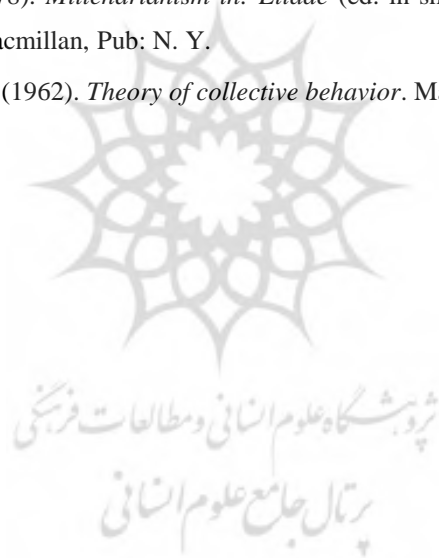 8). Millenarianism in. Eliade (ed. in
acmillan, Pub: N. Y.
(1962). Theory of collective behavior. M
پژوهشگاه علوم انسانی و مطالعات فرهنگی
پرتال جامع علوم انسانی